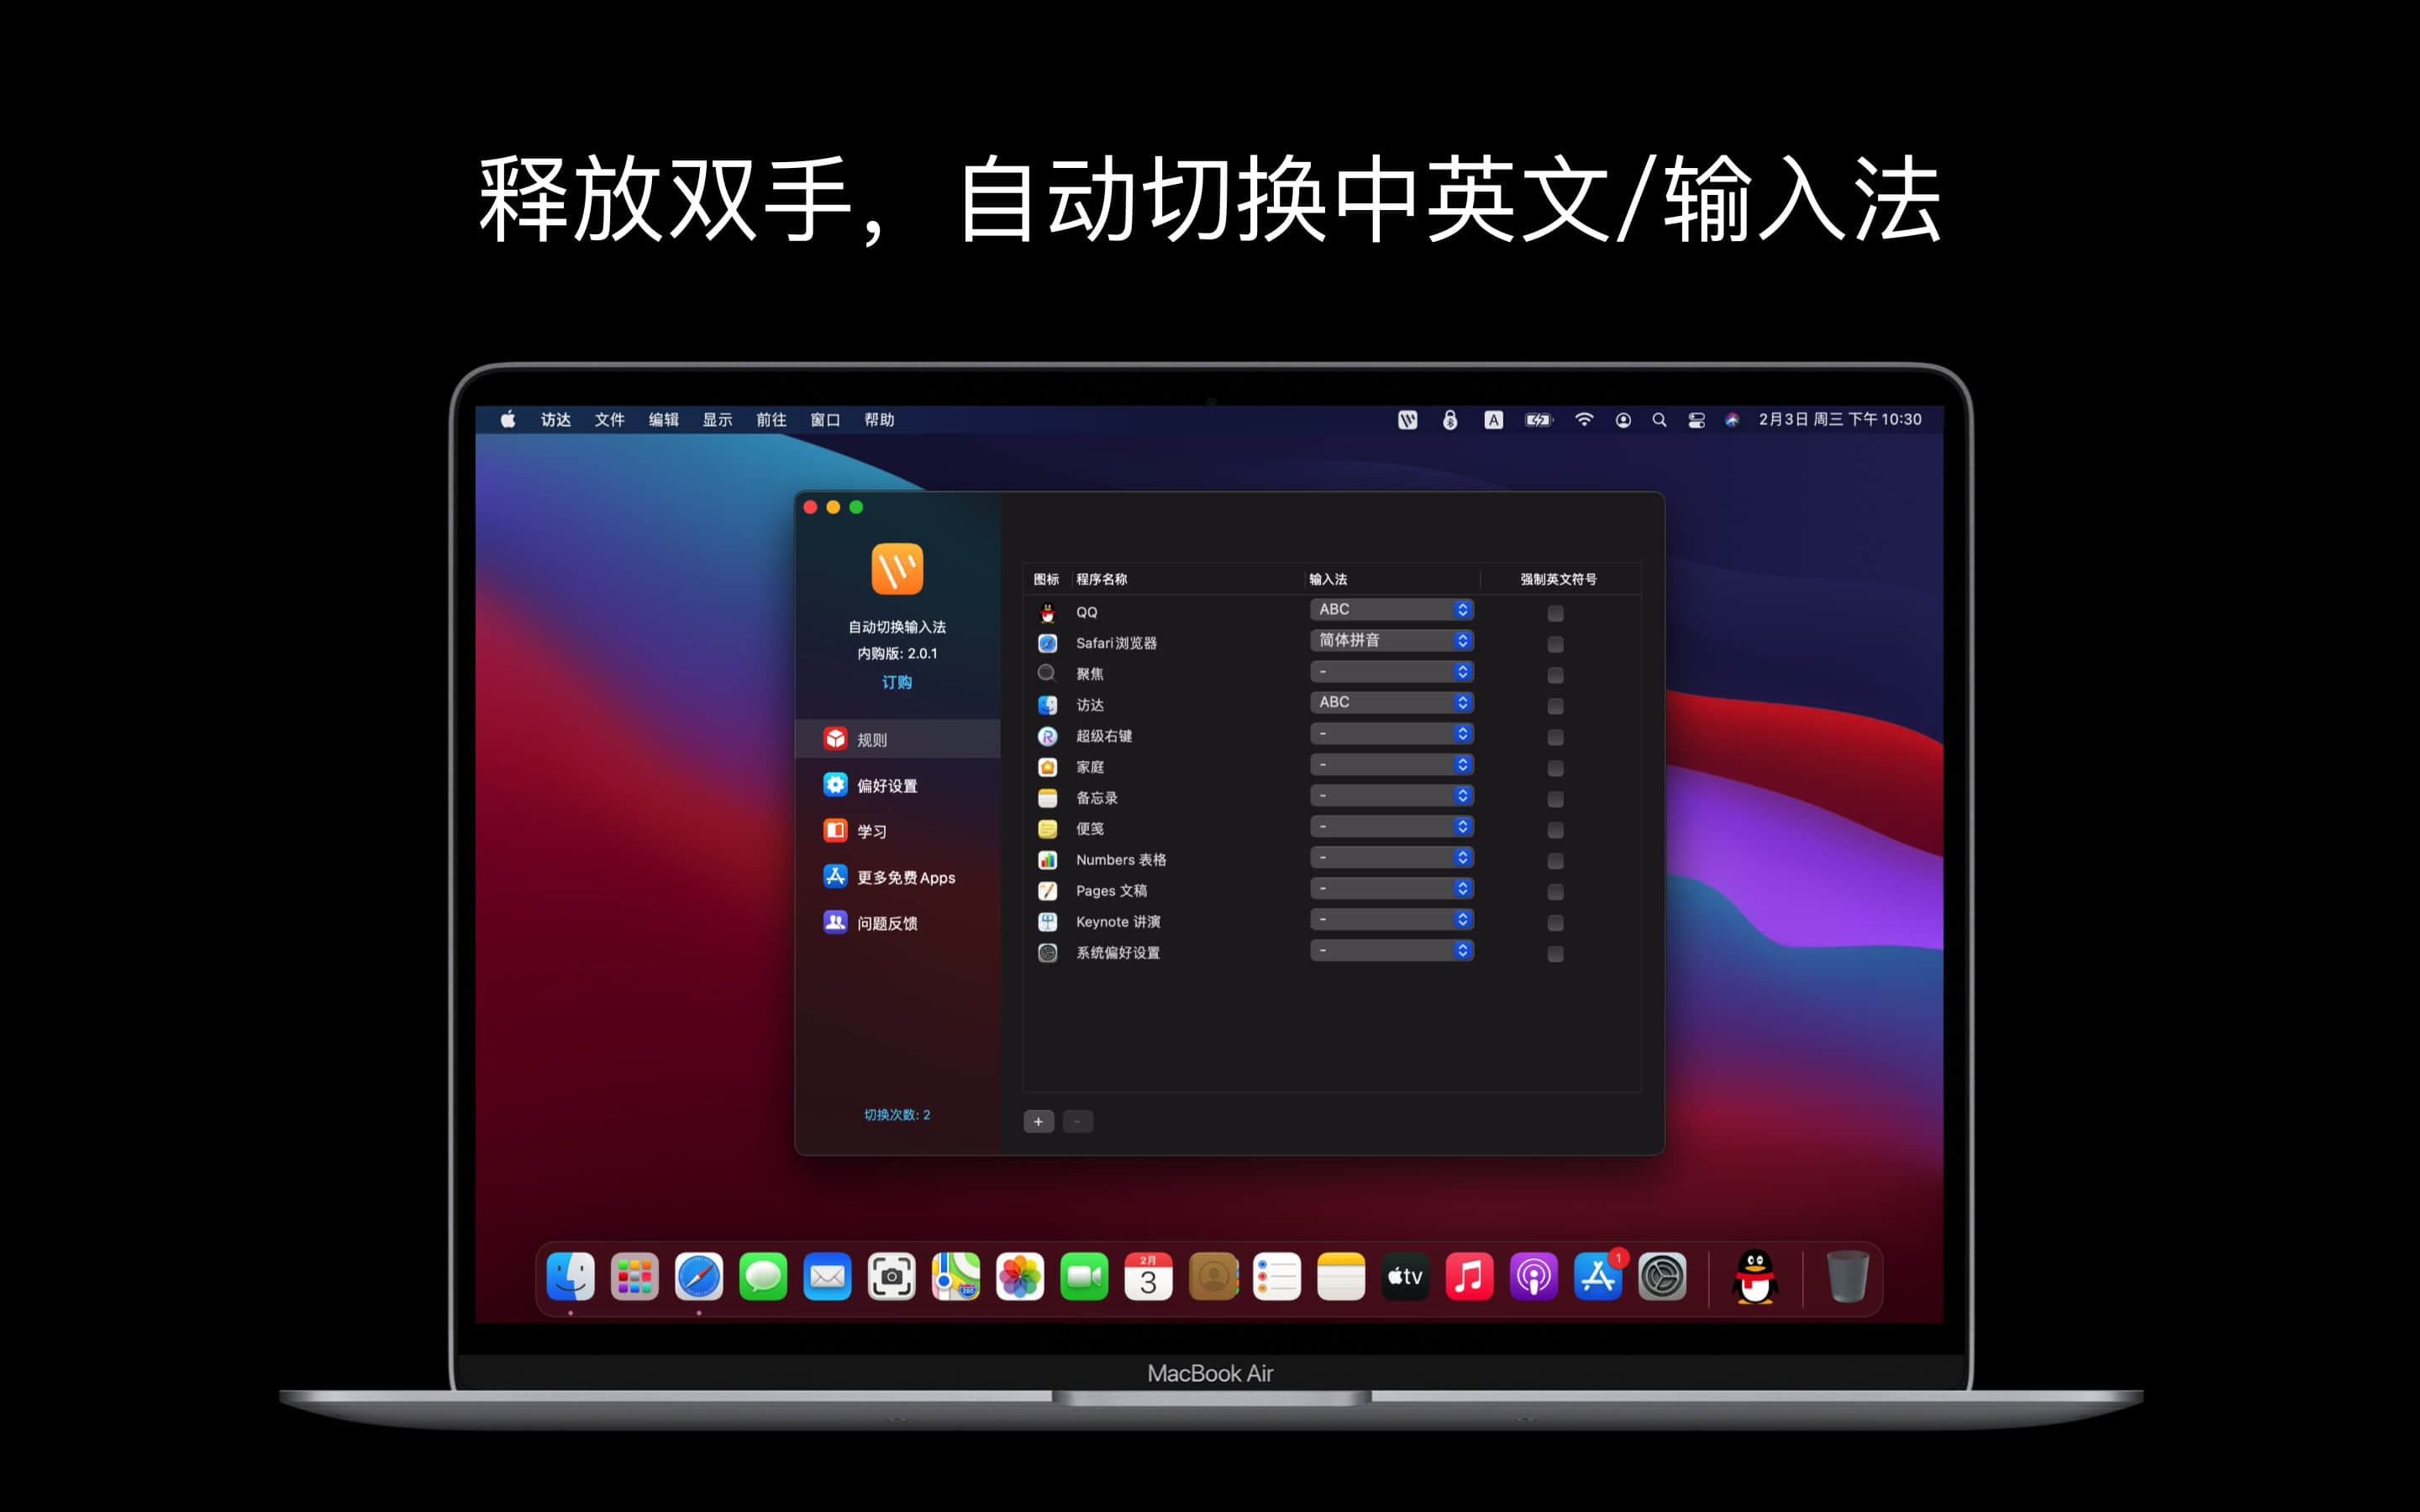 释放双手，自动切换中英文/输入法
访达 文件 编辑 显示 前往 窗口 帮助 A 2月3日 周三 下午10:30
自动切换输入法
内购版: 2.0.1
订购
规则
偏好设置
学习
更多免费Apps
问题反馈
切换次数: 2
图标 程序名称 输入法 强制英文符号
QQ ABC
Safari浏览器 简体拼音
聚焦 -
访达 ABC
超级右键 -
家庭 -
备忘录 -
便笺 -
Numbers 表格 -
Pages 文稿 -
Keynote 讲演 -
系统偏好设置 -
+ -
280
2月
3
tv
1
MacBook Air